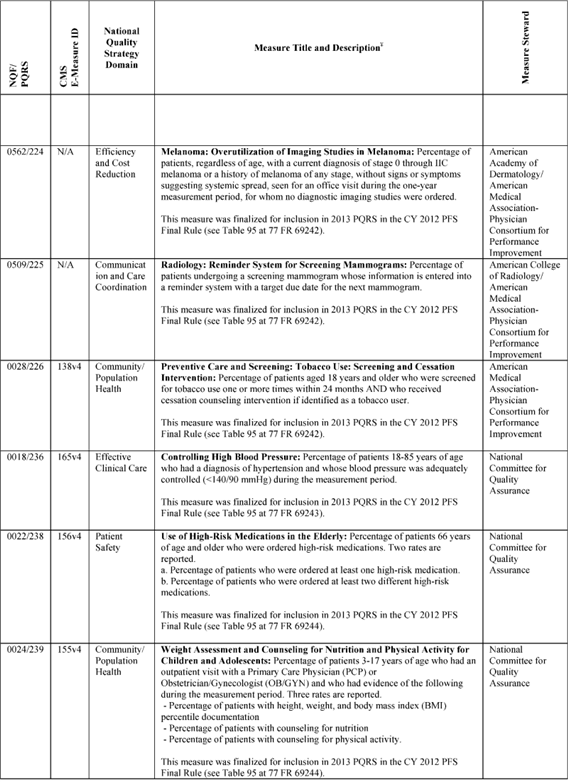 NQF/
PQRS
CMS
E-Measure ID
National
Quality
Strategy
Domain
Measure Title and Description¥
Measure Steward
0562/224
N/A
Efficiency
and Cost
Reduction
Melanoma: Overutilization of Imaging Studies in Melanoma: Percentage of
patients, regardless of age, with a current diagnosis of stage 0 through IIC
melanoma or a history of melanoma of any stage, without signs or symptoms
suggesting systemic spread, seen for an office visit during the one-year
measurement period, for whom no diagnostic imaging studies were ordered.
This measure was finalized for inclusion in 2013 PQRS in the CY 2012 PFS
Final Rule (see Table 95 at 77 FR 69242).
American
Academy of
Dermatology/
American
Medical
Association-
Physician
Consortium for
Performance
Improvement
0509/225
N/A
Communicat
ion and Care
Coordination
Radiology: Reminder System for Screening Mammograms: Percentage of
patients undergoing a screening mammogram whose information is entered into
a reminder system with a target due date for the next mammogram.
This measure was finalized for inclusion in 2013 PQRS in the CY 2012 PFS
Final Rule (see Table 95 at 77 FR 69242).
American College
of Radiology/
American
Medical
Association-
Physician
Consortium for
Performance
Improvement
0028/226
138v4
Community/
Population
Health
Preventive Care and Screening: Tobacco Use: Screening and Cessation
Intervention: Percentage of patients aged 18 years and older who were screened
for tobacco use one or more times within 24 months AND who received
cessation counseling intervention if identified as a tobacco user.
This measure was finalized for inclusion in 2013 PQRS in the CY 2012 PFS
Final Rule (see Table 95 at 77 FR 69242).
American
Medical
Association-
Physician
Consortium for
Performance
Improvement
0018/236
165v4
Effective
Clinical Care
Controlling High Blood Pressure: Percentage of patients 18-85 years of age
who had a diagnosis of hypertension and whose blood pressure was adequately
controlled (<140/90 mmHg) during the measurement period.
This measure was finalized for inclusion in 2013 PQRS in the CY 2012 PFS
Final Rule (see Table 95 at 77 FR 69243).
National
Committee for
Quality
Assurance
0022/238
156v4
Patient
Safety
Use of High-Risk Medications in the Elderly: Percentage of patients 66
years of age and older who were ordered high-risk medications. Two rates are
reported.
a. Percentage of patients who were ordered at least one high-risk medication.
b. Percentage of patients who were ordered at least two different high-risk
medications.
This measure was finalized for inclusion in 2013 PQRS in the CY 2012 PFS
Final Rule (see Table 95 at 77 FR 69244).
National
Committee for
Quality
Assurance
0024/239
155v4
Community/
Population
Health
Weight Assessment and Counseling for Nutrition and Physical Activity for
Children and Adolescents: Percentage of patients 3-17 years of age who had an
outpatient visit with a Primary Care Physician (PCP) or
Obstetrician/Gynecologist (OB/GYN) and who had evidence of the following
during the measurement period. Three rates are reported.
- Percentage of patients with height, weight, and body mass index (BMI)
percentile documentation
- Percentage of patients with counseling for nutrition
- Percentage of patients with counseling for physical activity.
This measure was finalized for inclusion in 2013 PQRS in the CY 2012 PFS
Final Rule (see Table 95 at 77 FR 69244).
National
Committee for
Quality
Assurance